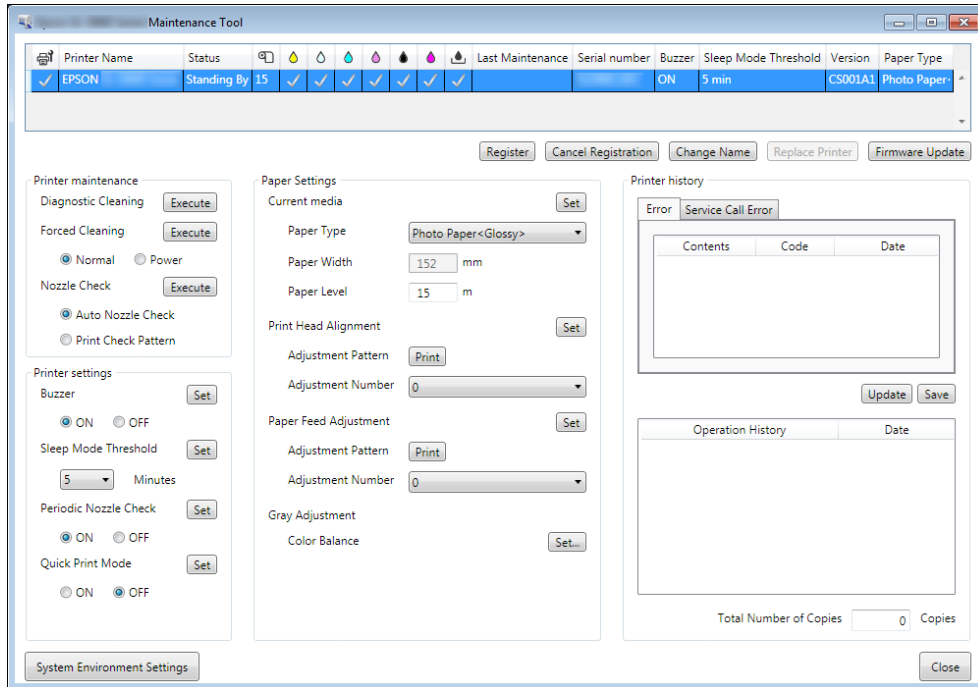 Maintenance Tool
Printer Name Status Last Maintenance Serial number Buzzer Sleep Mode Threshold Version Paper Type
EPSON Standing By 15 ON 5 min CS001A1 Photo Paper
Register Cancel Registration Change Name Replace Printer Firmware Update
Printer maintenance
Diagnostic Cleaning Execute
Forced Cleaning Execute
Normal Power
Nozzle Check Execute
Auto Nozzle Check
Print Check Pattern
Printer settings
Buzzer Set
ON OFF
Sleep Mode Threshold Set
5 Minutes
Periodic Nozzle Check Set
ON OFF
Quick Print Mode Set
ON OFF
Paper Settings
Current media Set
Paper Type Photo Paper<Glossy>
Paper Width 152 mm
Paper Level 15 m
Print Head Alignment Set
Adjustment Pattern Print
Adjustment Number 0
Paper Feed Adjustment Set
Adjustment Pattern Print
Adjustment Number 0
Gray Adjustment
Color Balance Set...
Printer history
Error Service Call Error
Contents Code Date
Update Save
Operation History Date
Total Number of Copies 0 Copies
System Environment Settings Close